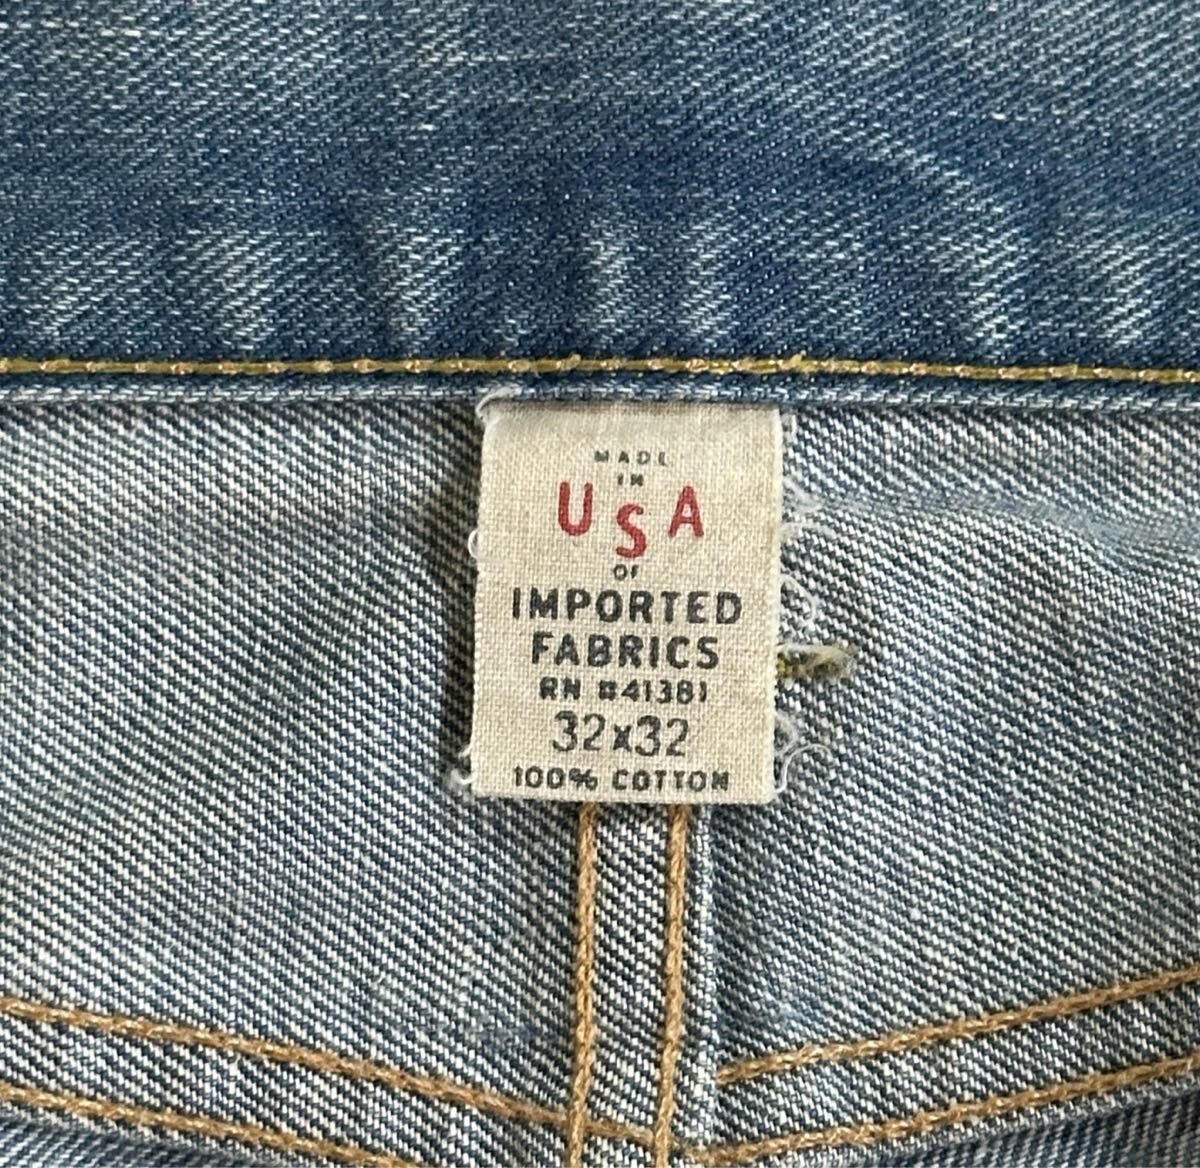 MADE
IN
USA
OF
IMPORTED
FABRICS
RN #41381
32x32
100% COTTON